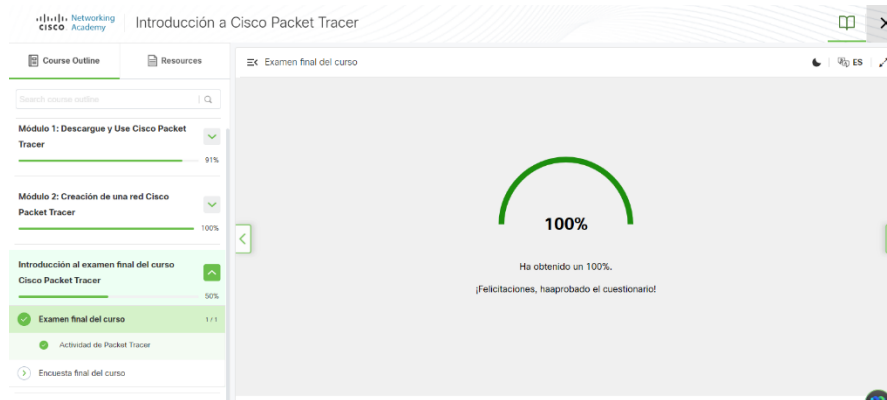 Networking
CISCO Academy
Introducción a Cisco Packet Tracer
Course Outline
Resources
Examen final del curso
ES
Search course outline
Módulo 1: Descargue y Use Cisco Packet
Tracer
91%
Módulo 2: Creación de una red Cisco
Packet Tracer
100%
Introducción al examen final del curso
Cisco Packet Tracer
50%
Examen final del curso
1 / 1
Actividad de Packet Tracer
Encuesta final del curso
100%
Ha obtenido un 100%.
¡Felicitaciones, haaprobado el cuestionario!